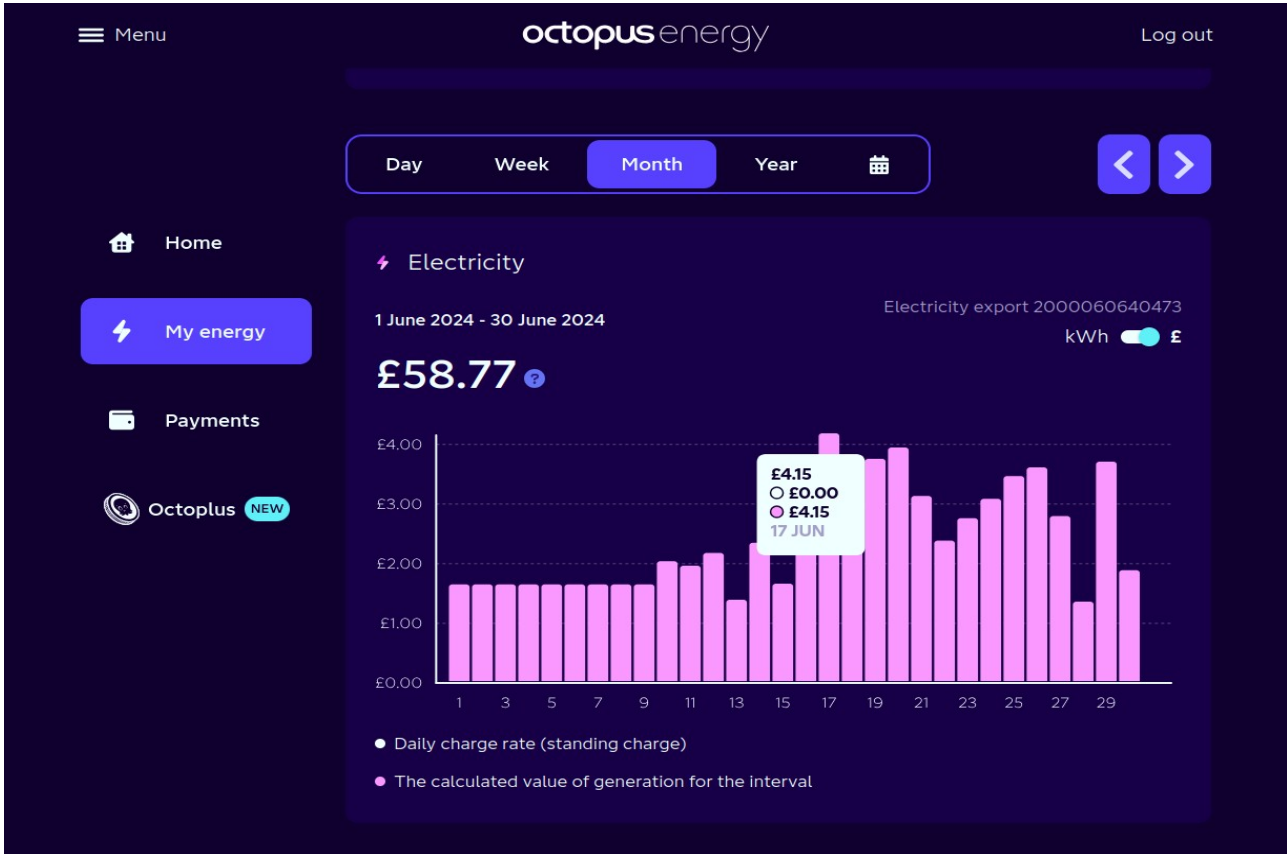 Menu
octopus energy
Log out
Day Week Month Year
Home
My energy
Payments
Octoplus NEW
Electricity
1 June 2024 - 30 June 2024
Electricity export 2000060640473
kWh £
£58.77 ?
£4.00
£3.00
£2.00
£1.00
£0.00
£4.15
£0.00
£4.15
17 JUN
1 3 5 7 9 11 13 15 17 19 21 23 25 27 29
Daily charge rate (standing charge)
The calculated value of generation for the interval